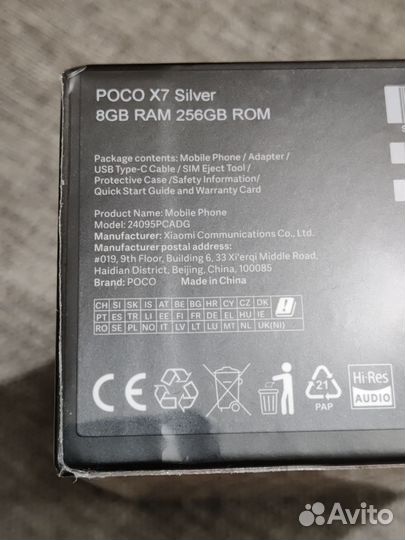 POCO X7 Silver
8GB RAM 256GB ROM
Package contents: Mobile Phone / Adapter /
USB Type-C Cable / SIM Eject Tool /
Protective Case /Safety Information/
Quick Start Guide and Warranty Card
Product Name: Mobile Phone
Model: 24095PCADG
Manufacturer: Xiaomi Communications Co., Ltd.
Manufacturer postal address:
#019, 9th Floor, Building 6, 33 Xi'erqi Middle Road,
Haidian District, Beijing, China, 100085
Brand: POCO Made in China
CH SI SK IS AT BE BG CY CZ DK
PT ES TR LI EE FI FR DE EL HU IE
RO SE PL NO IT LV LT LU MT NL UK(NI)
CE
21
PAP
Hi-Res
AUDIO
Avito